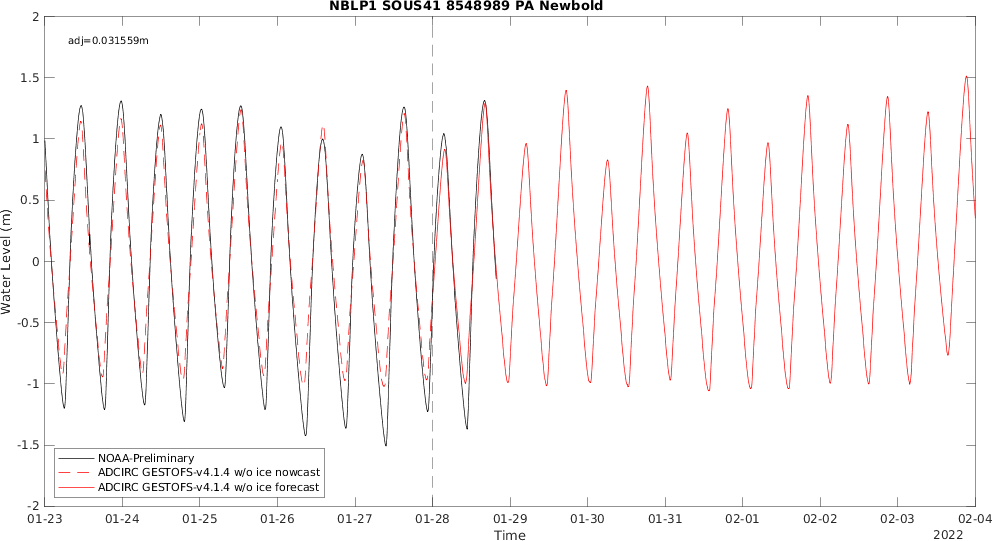 NBLP1 SOUS41 8548989 PA Newbold
adj=0.031559m
Water Level (m)
2
1.5
1
0.5
0
-0.5
-1
-1.5
-2
NOAA-Preliminary
ADCIRC GESTOFS-v4.1.4 w/o ice nowcast
ADCIRC GESTOFS-v4.1.4 w/o ice forecast
01-23 01-24 01-25 01-26 01-27 01-28 01-29 01-30 01-31 02-01 02-02 02-03 02-04
Time
2022